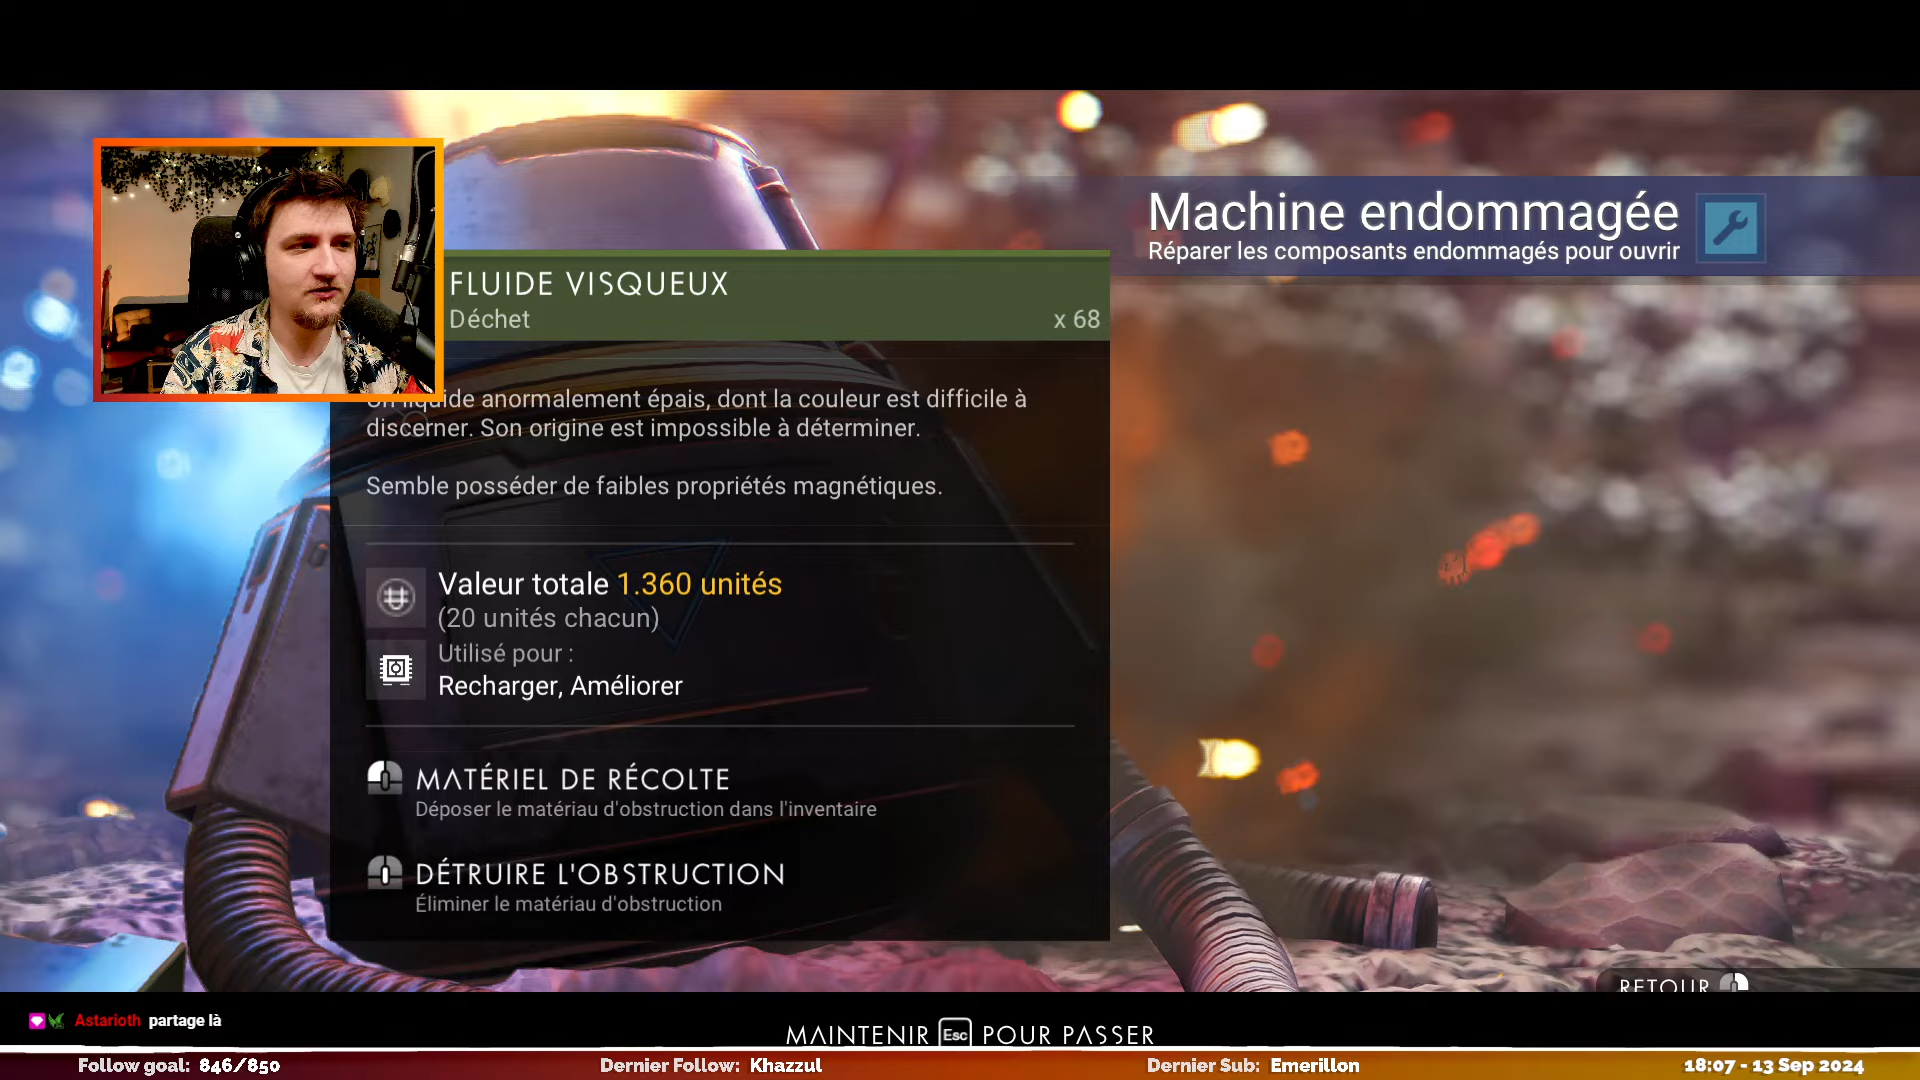 Machine endommagée
Réparer les composants endommagés pour ouvrir
FLUIDE VISQUEUX
Déchet
x 68
Un liquide anormalement épais, dont la couleur est difficile à
discerner. Son origine est impossible à déterminer.
Semble posséder de faibles propriétés magnétiques.
Valeur totale 1.360 unités
(20 unités chacun)
Utilisé pour :
Recharger, Améliorer
MATÉRIEL DE RÉCOLTE
Déposer le matériau d'obstruction dans l'inventaire
DÉTRUIRE L'OBSTRUCTION
Éliminer le matériau d'obstruction
RETOUR
Astarioth partage là
MAINTENIR Esc POUR PASSER
Follow goal: 846/850
Dernier Follow: Khazzul
Dernier Sub: Emerillon
18:07 - 13 Sep 2024